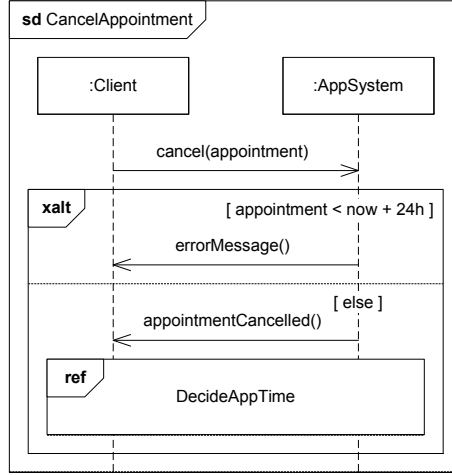 sd CancelAppointment
:Client
:AppSystem
cancel(appointment)
xalt
[ appointment < now + 24h ]
errorMessage()
[ else ]
appointmentCancelled()
ref
DecideAppTime